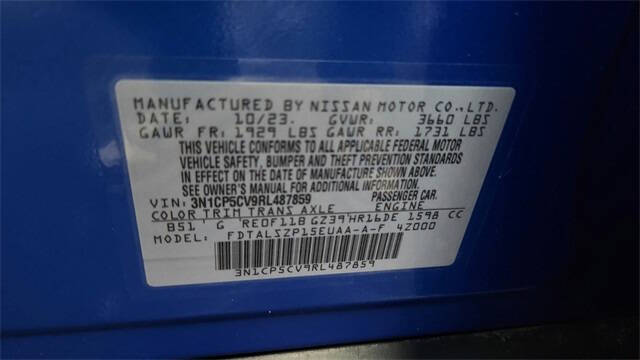 MANUFACTURED BY NISSAN MOTOR CO.,LTD.
DATE: 10/23. GVWR: 3660 LBS
GAWR FR: 1929 LBS GAWR RR: 1731 LBS
THIS VEHICLE CONFORMS TO ALL APPLICABLE FEDERAL MOTOR
VEHICLE SAFETY, BUMPER AND THEFT PREVENTION STANDARDS
IN EFFECT ON THE DATE OF MANUFACTURE SHOWN ABOVE.
SEE OWNER'S MANUAL FOR ADDITIONAL INFORMATION
VIN: 3N1CP5CV9RL487859 PASSENGER CAR.
COLOR TRIM TRANS AXLE ENGINE
B51 G RE0F11B GZ39 HR16DE 1598 CC
MODEL: FDTALSZP15EUAA-A-F 4Z000
3N1CP5CV9RL487859